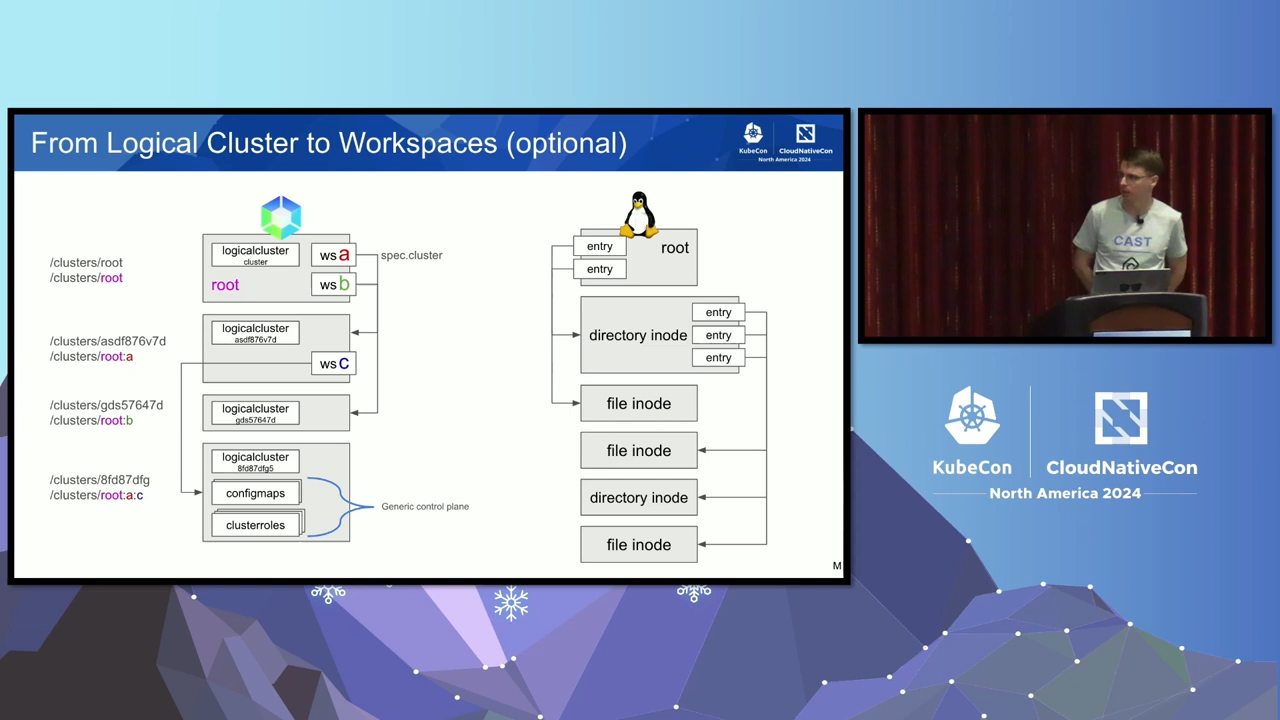 From Logical Cluster to Workspaces (optional)
KubeCon
CloudNativeCon
North America 2024
/clusters/root
/clusters/root
logicalcluster
cluster
root
ws a
ws b
spec.cluster
/clusters/asdf876v7d
/clusters/root:a
logicalcluster
asdf876v7d
ws c
/clusters/gds57647d
/clusters/root:b
logicalcluster
gds57647d
/clusters/8fd87dfg
/clusters/root:a:c
logicalcluster
8fd87dfg5
configmaps
clusterroles
Generic control plane
entry
entry
root
directory inode
entry
entry
entry
file inode
file inode
directory inode
file inode
M
CAST
KubeCon
CloudNativeCon
North America 2024